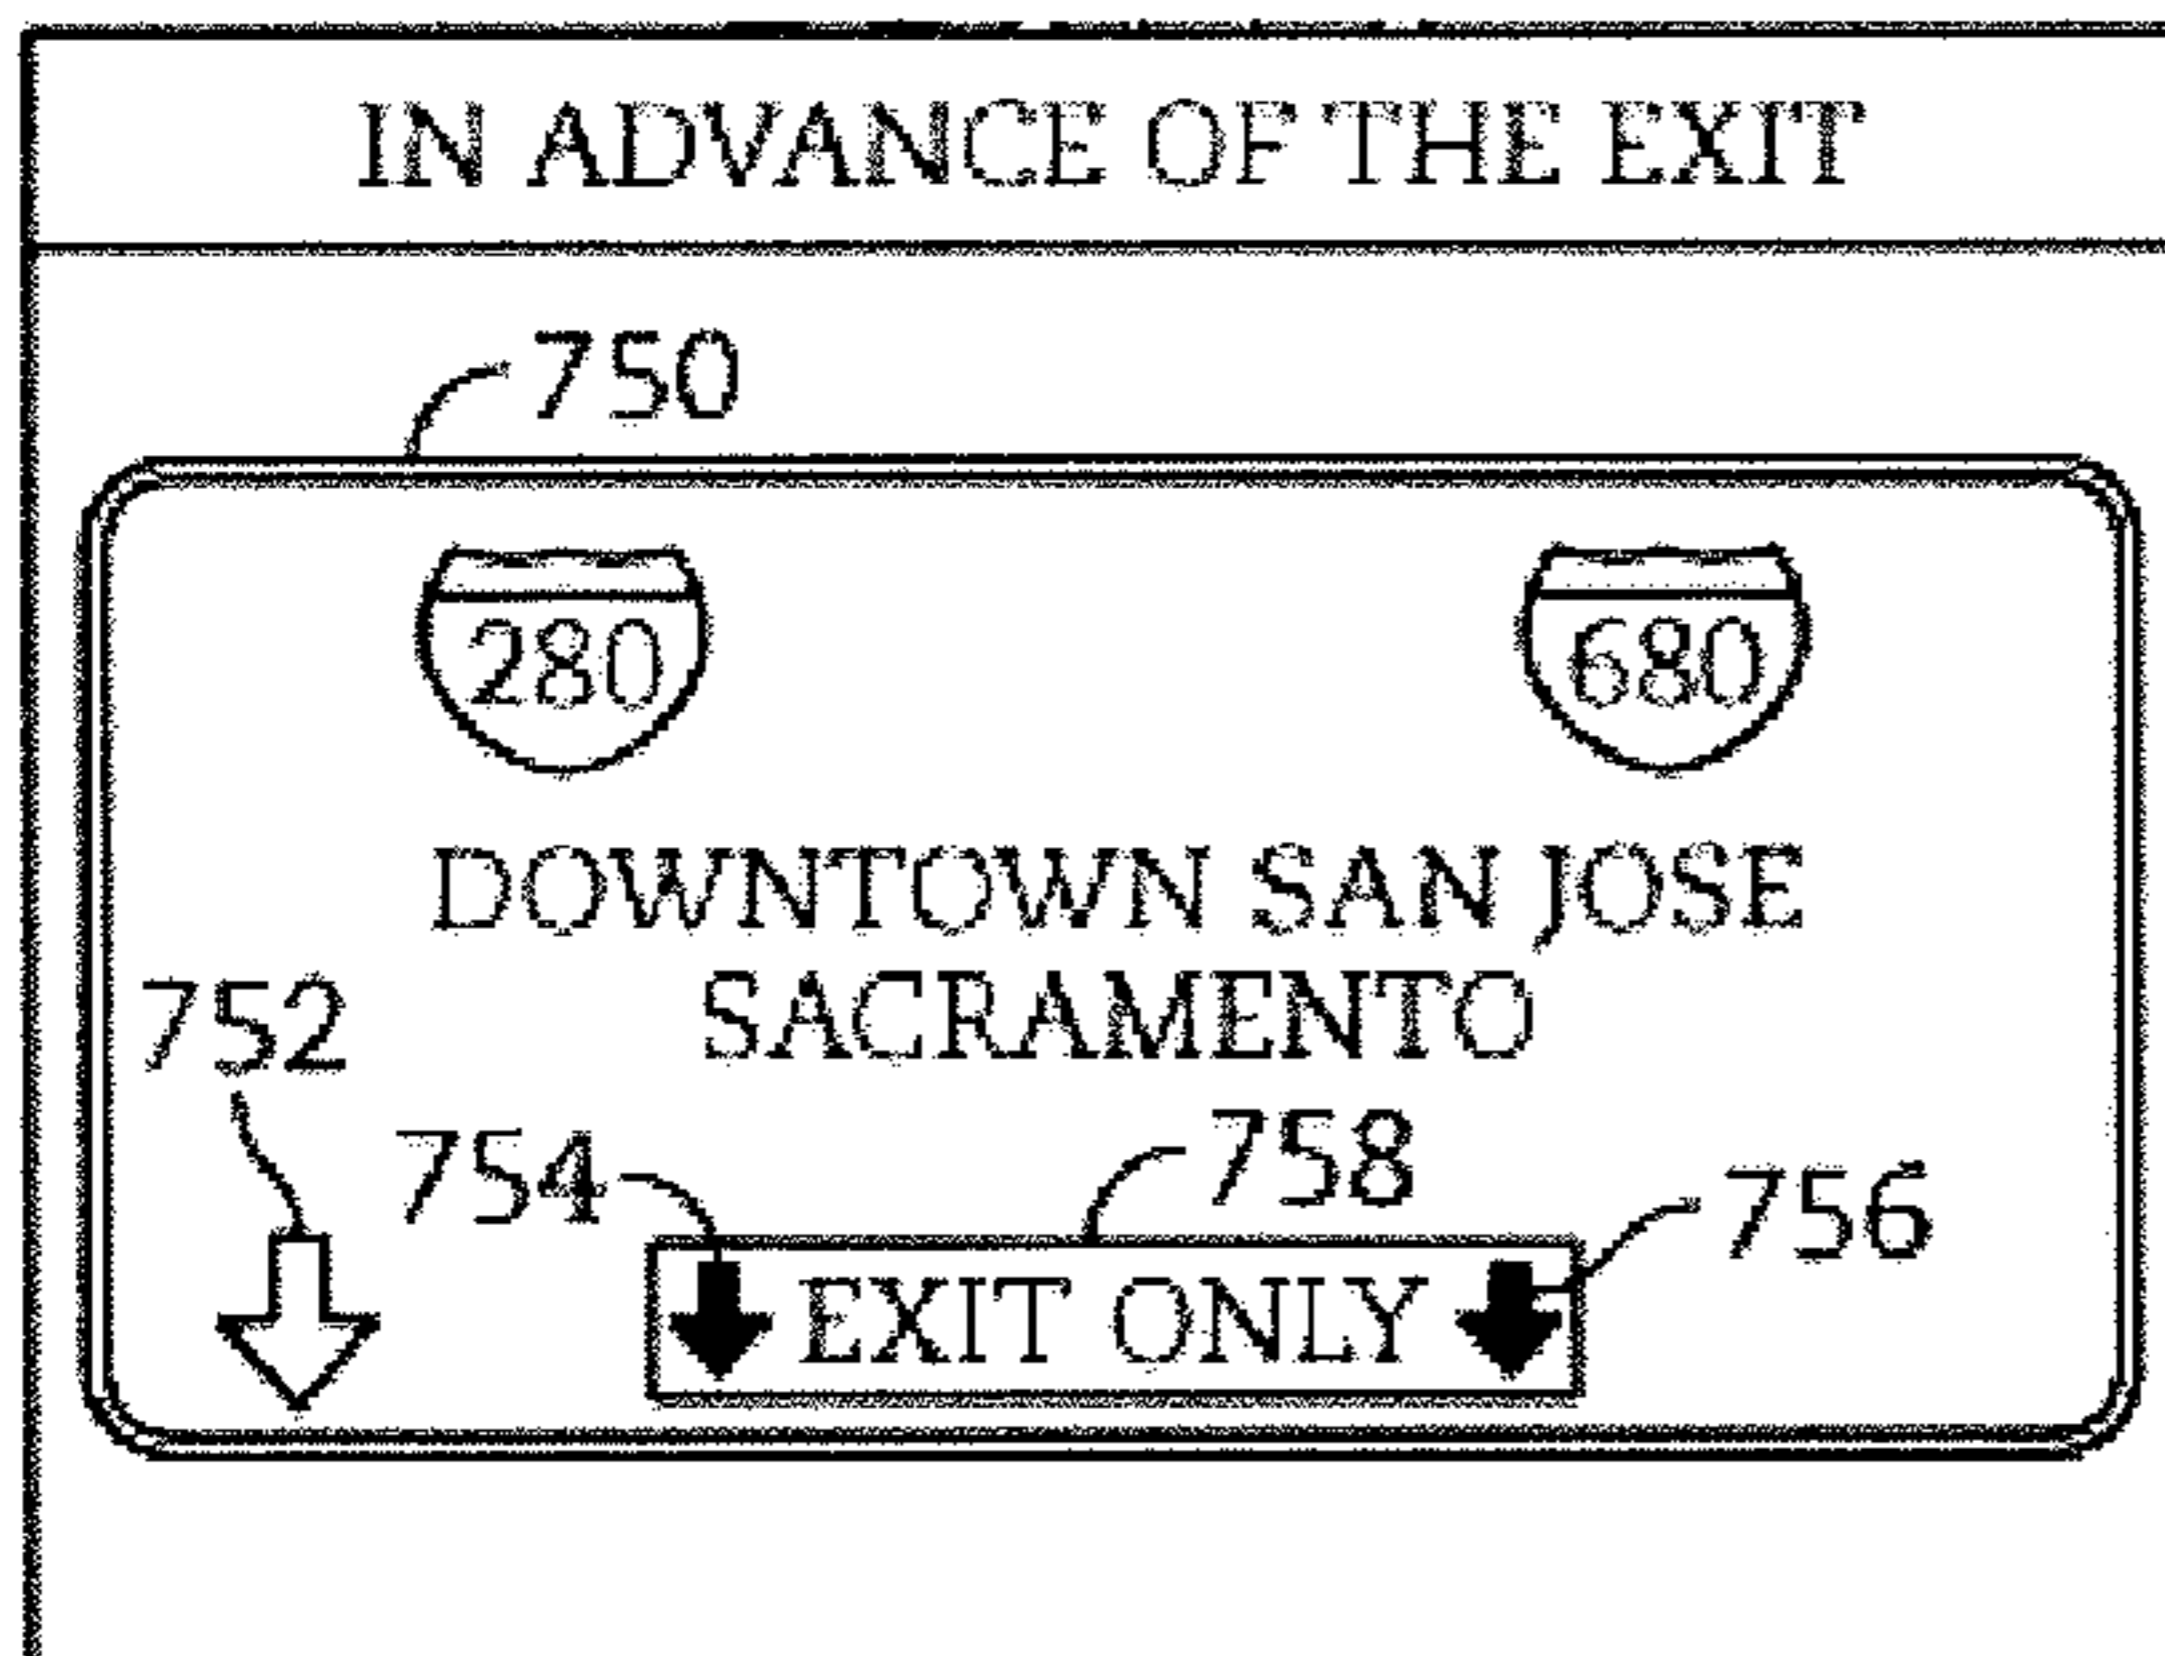 IN ADVANCE OF THE EXIT
750
280 680
DOWNTOWN SAN JOSE
SACRAMENTO
752
754 758 756
EXIT ONLY